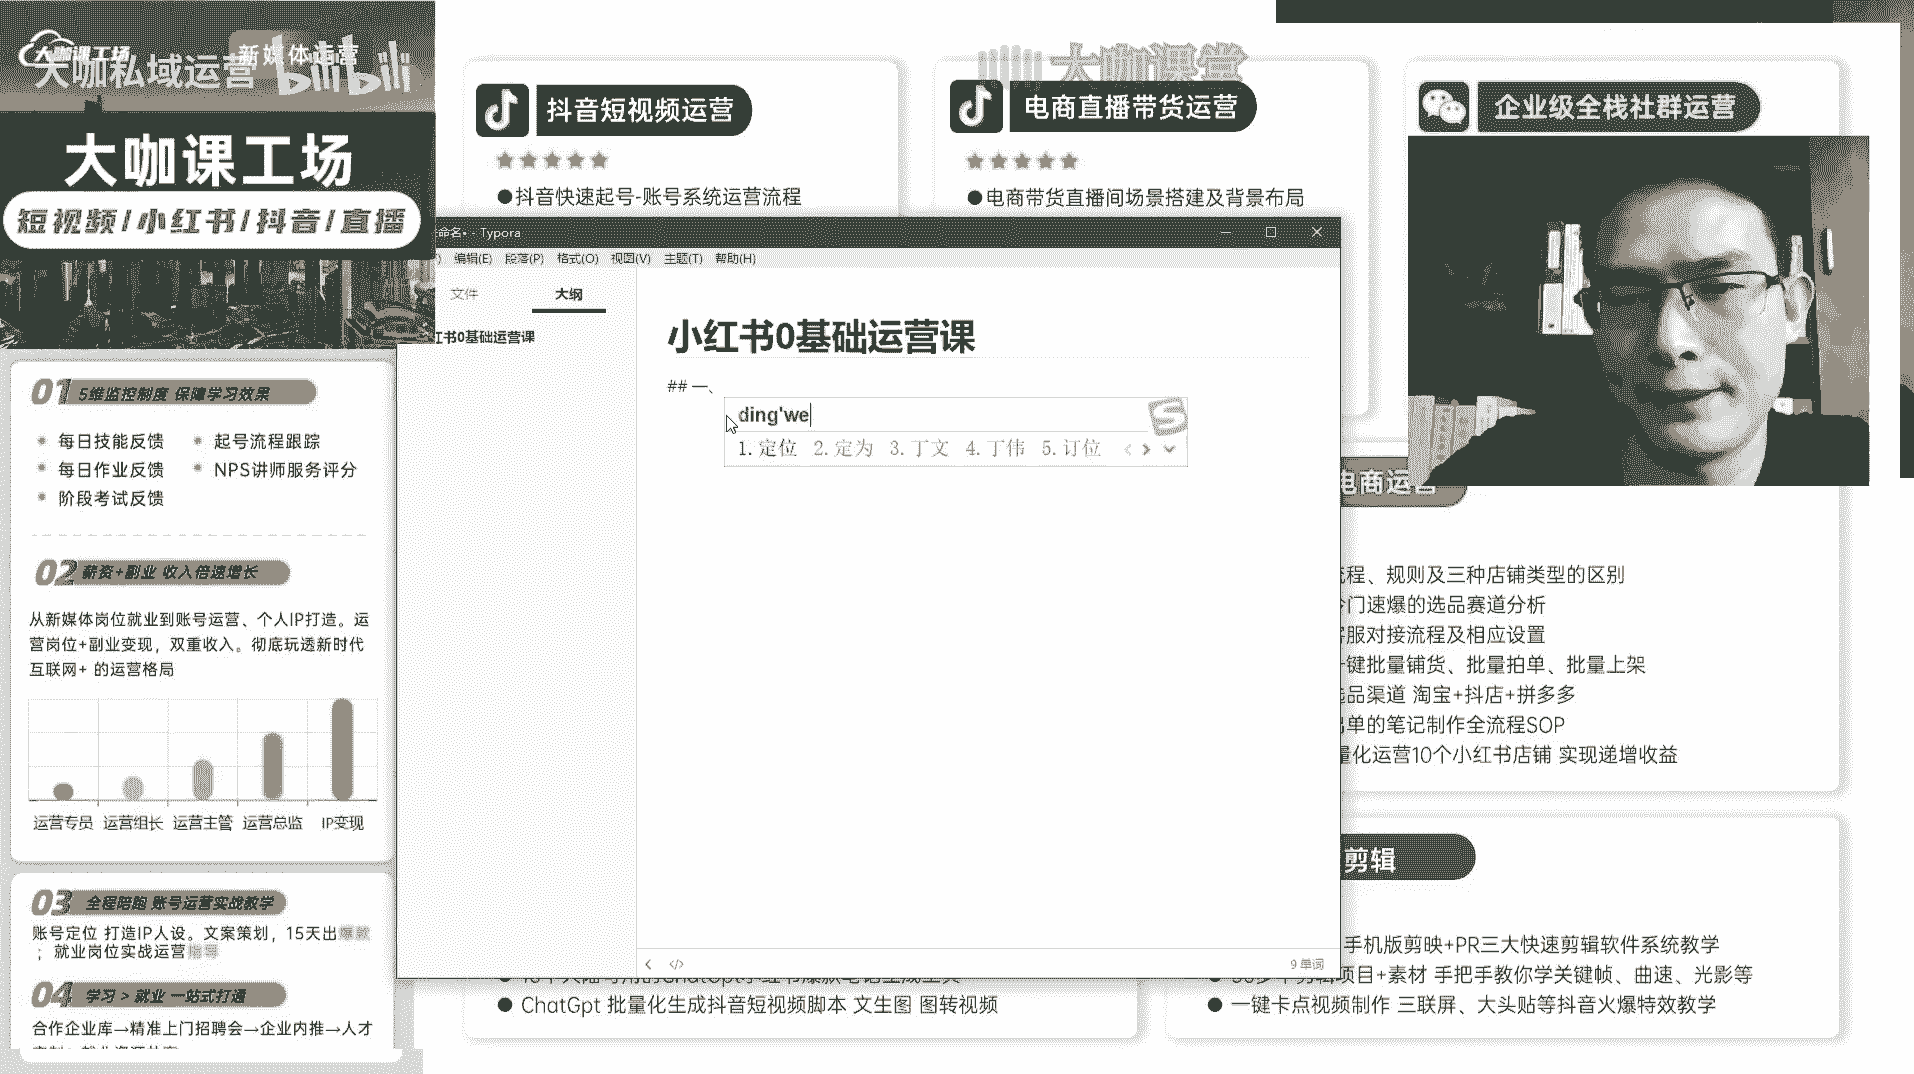 大咖课工场
新媒体运营
大咖私域运营
bilibili
大咖课工场
短视频/小红书/抖音/直播
01 5维监控制度 保障学习效果
每日技能反馈
起号流程跟踪
每日作业反馈
NPS讲师服务评分
阶段考试反馈
02 薪资+副业 收入倍速增长
从新媒体岗位就业到账号运营、个人IP打造。运
营岗位+副业变现，双重收入。彻底玩透新时代
互联网+ 的运营格局
运营专员 运营组长 运营主管 运营总监 IP变现
03 全程陪跑 账号运营实战教学
账号定位 打造IP人设。文案策划，15天出爆款
；就业岗位实战运营指导
04 学习 > 就业 一站式打通
合作企业库→精准上门招聘会→企业内推→人才
大咖课堂
抖音短视频运营
●抖音快速起号-账号系统运营流程
电商直播带货运营
●电商带货直播间场景搭建及背景布局
企业级全栈社群运营
命名• - Typora
编辑(E) 段落(P) 格式(O) 视图(V) 主题(T) 帮助(H)
文件
大纲
红书0基础运营课
小红书0基础运营课
## 一、
ding'we
1.定位 2.定为 3.丁文 4.丁伟 5.订位
9 单词
电商运营
流程、规则及三种店铺类型的区别
冷门速爆的选品赛道分析
客服对接流程及相应设置
一键批量铺货、批量拍单、批量上架
选品渠道 淘宝+抖店+拼多多
出单的笔记制作全流程SOP
量化运营10个小红书店铺 实现递增收益
● ChatGpt 批量化生成抖音短视频脚本 文生图 图转视频
剪辑
手机版剪映+PR三大快速剪辑软件系统教学
项目+素材 手把手教你学关键帧、曲速、光影等
● 一键卡点视频制作 三联屏、大头贴等抖音火爆特效教学